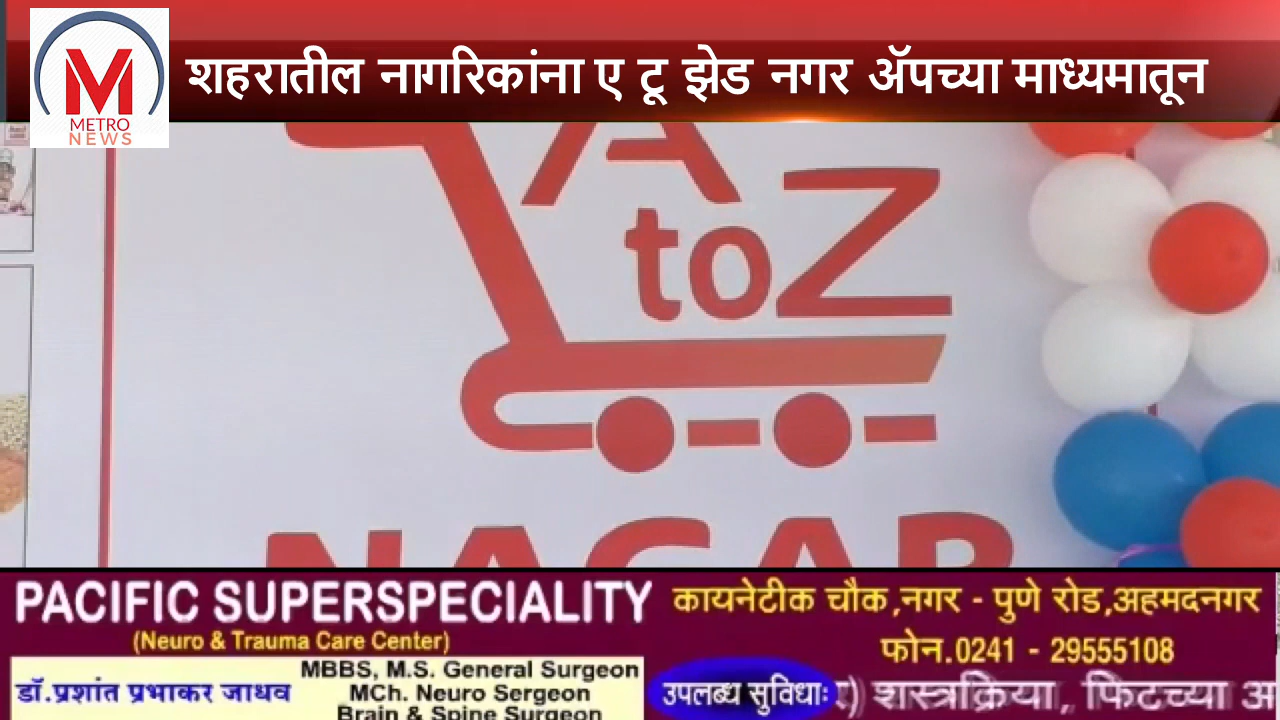 शहरातील नागरिकांना ए टू झेड नगर ॲपच्या माध्यमातून
M
METRO
NEWS
A
to Z
NAGAR
PACIFIC SUPERSPECIALITY
(Neuro & Trauma Care Center)
डॉ.प्रशांत प्रभाकर जाधव
MBBS, M.S. General Surgeon
MCh. Neuro Sergeon
Brain & Spine Surgeon
कायनेटीक चौक,नगर - पुणे रोड,अहमदनगर
फोन.0241 - 29555108
उपलब्ध सुविधाः
शस्त्रक्रिया, फिटच्या